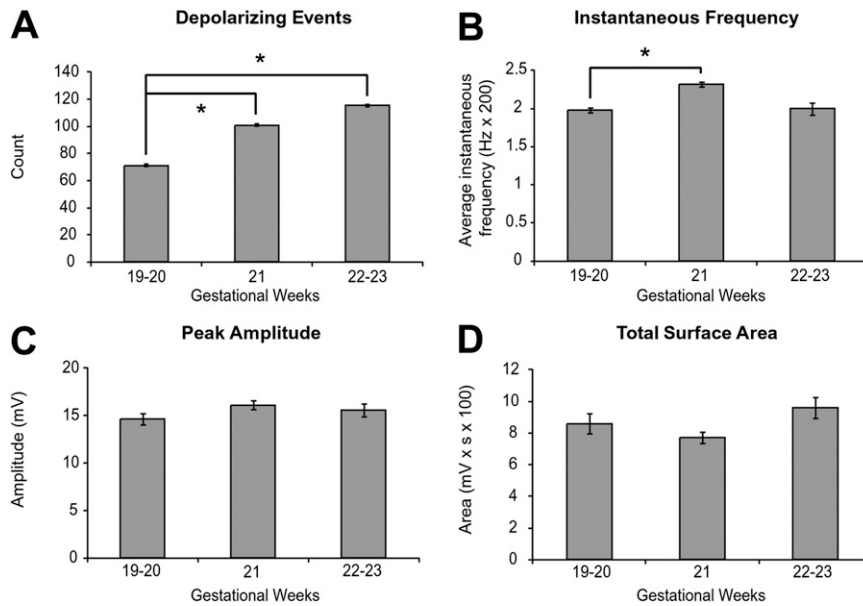 A
Depolarizing Events
*
*
140
120
100
80
60
40
20
0
Count
19-20 21 22-23
Gestational Weeks
B
Instantaneous Frequency
*
2.5
2
1.5
1
0.5
0
Average instantaneous
frequency (Hz x 200)
19-20 21 22-23
Gestational Weeks
C
Peak Amplitude
20
15
10
5
0
Amplitude (mV)
19-20 21 22-23
Gestational Weeks
D
Total Surface Area
12
10
8
6
4
2
0
Area (mV x s x 100)
19-20 21 22-23
Gestational Weeks